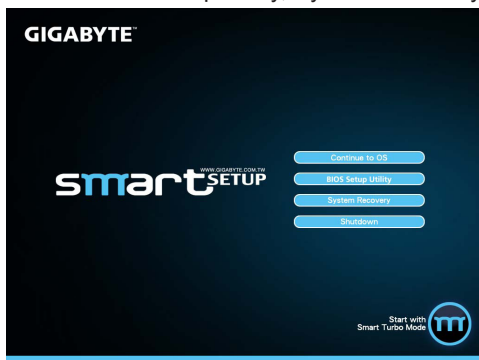 GIGABYTE™
WWW.GIGABYTE.COM.TW
smart SETUP
Continue to OS
BIOS Setup Utility
System Recovery
Shutdown
Start with
Smart Turbo Mode
m